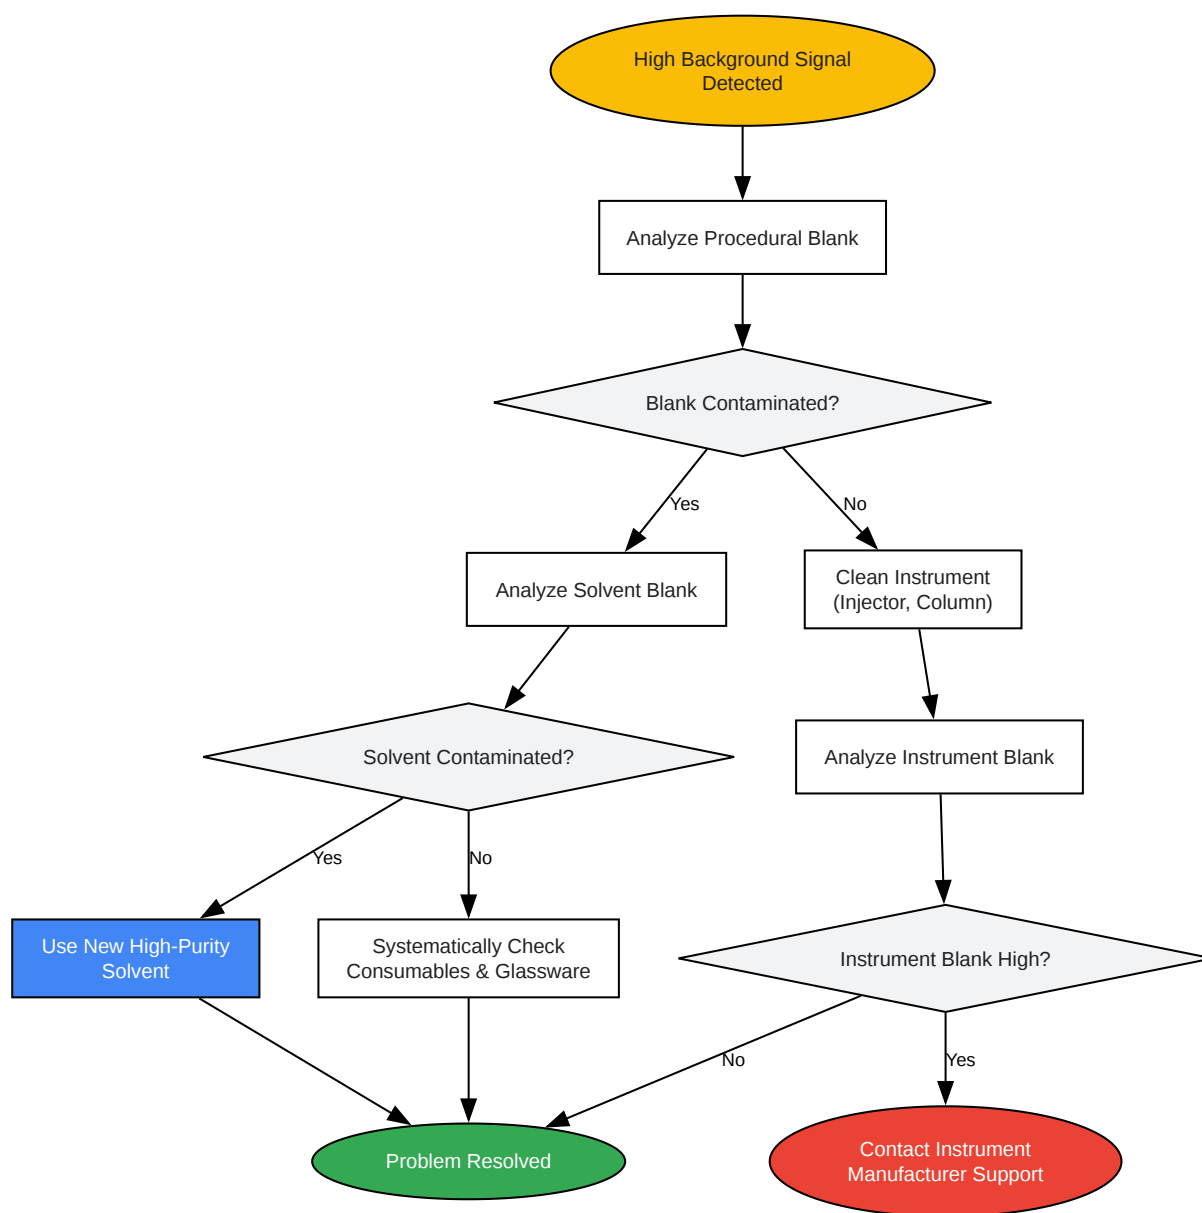 High Background Signal
Detected
Analyze Procedural Blank
Blank Contaminated?
Yes
No
Analyze Solvent Blank
Clean Instrument
(Injector, Column)
Solvent Contaminated?
Analyze Instrument Blank
Yes
No
Use New High-Purity
Solvent
Systematically Check
Consumables & Glassware
Instrument Blank High?
No
Yes
Problem Resolved
Contact Instrument
Manufacturer Support